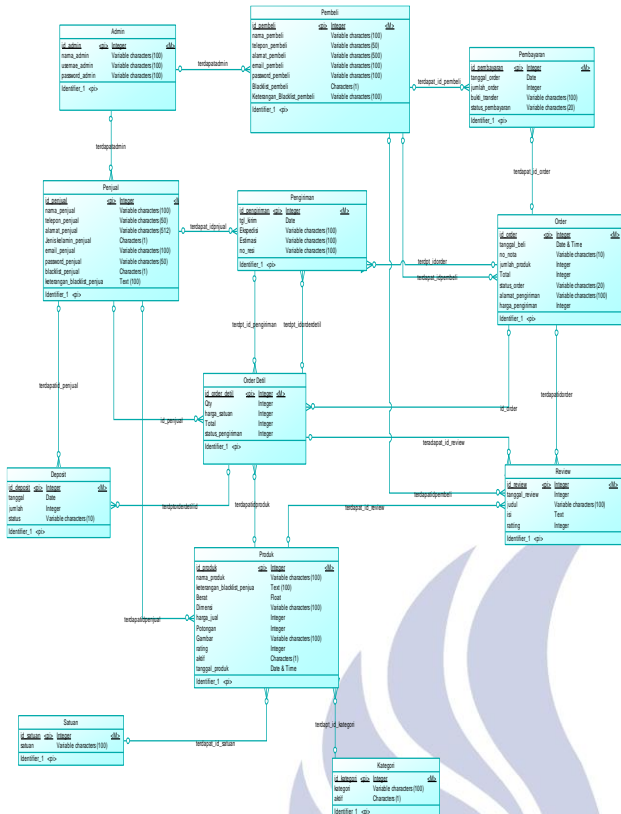 Admin
id_admin <pi> Integer <M>
nama_admin Variable characters (100)
usernae_admin Variable characters (100)
password_admin Variable characters (100)
Identifier_1 <pi>
terdapatadmin
Pembeli
id_pembeli <pi> Integer <M>
nama_pembeli Variable characters (100)
telepon_pembeli Variable characters (50)
alamat_pembeli Variable characters (500)
email_pembeli Variable characters (100)
password_pembeli Variable characters (100)
Blacklist_pembeli Characters (1)
Keterangan_Blacklist_pembeli Variable characters (100)
Identifier_1 <pi>
terdapat_id_pembeli
Pembayaran
id_pembayaran <pi> Integer <M>
tanggal_order Date
jumlah_order Integer
bukti_transfer Variable characters (100)
status_pembayaran Variable characters (20)
Identifier_1 <pi>
terdapatadmin
terdapat_id_order
Penjual
id_penjual <pi> Integer
nama_penjual Variable characters (100)
telepon_penjual Variable characters (50)
alamat_penjual Variable characters (512)
Jeniskelamin_penjual Characters (1)
email_penjual Variable characters (100)
password_penjual Variable characters (50)
blacklist_penjual Characters (1)
keterangan_blacklist_penjua Text (100)
Identifier_1 <pi>
terdapat_idpnjual
Pengiriman
id_pengiriman <pi> Integer <M>
tgl_kirim Date
Ekspedisi Variable characters (100)
Estimasi Variable characters (100)
no_resi Variable characters (100)
Identifier_1 <pi>
terdpt_idorder
terdapat_idpembeli
Order
id_order <pi> Integer <M>
tanggal_beli Date & Time
no_nota Variable characters (10)
jumlah_produk Integer
Total Integer
status_order Variable characters (20)
alamat_pengiriman Variable characters (100)
harga_pengiriman Integer
Identifier_1 <pi>
terdpt_id_pengiriman
terdpt_idorderdetil
terdapatid_penjual
id_penjual
Order Detil
id_order_detil <pi> Integer <M>
Qty Integer
harga_satuan Integer
Total Integer
status_pengiriman Integer
Identifier_1 <pi>
id_order
terdapatidorder
teradapat_id_review
Deposit
id_deposit <pi> Integer <M>
tanggal Date
jumlah Integer
status Variable characters (10)
Identifier_1 <pi>
terdapatidproduk
terdapatidpembeli
terdapat_id_review
Review
id_review <pi> Integer <M>
tanggal_review Integer
judul Variable characters (100)
isi Text
ratting Integer
Identifier_1 <pi>
Produk
id_produk <pi> Integer <M>
nama_produk Variable characters (100)
keterangan_blacklist_penjua Text (100)
Berat Float
Dimensi Variable characters (100)
harga_jual Integer
Potongan Integer
Gambar Variable characters (100)
rating Integer
aktif Characters (1)
tanggal_produk Date & Time
Identifier_1 <pi>
terdapatidpenjual
Satuan
id_satuan <pi> Integer <M>
satuan Variable characters (100)
Identifier_1 <pi>
terdapat_id_satuan
terdapt_id_kategori
Kategori
id_kategori <pi> Integer <M>
kategori Variable characters (100)
aktif Characters (1)
Identifier_1 <pi>